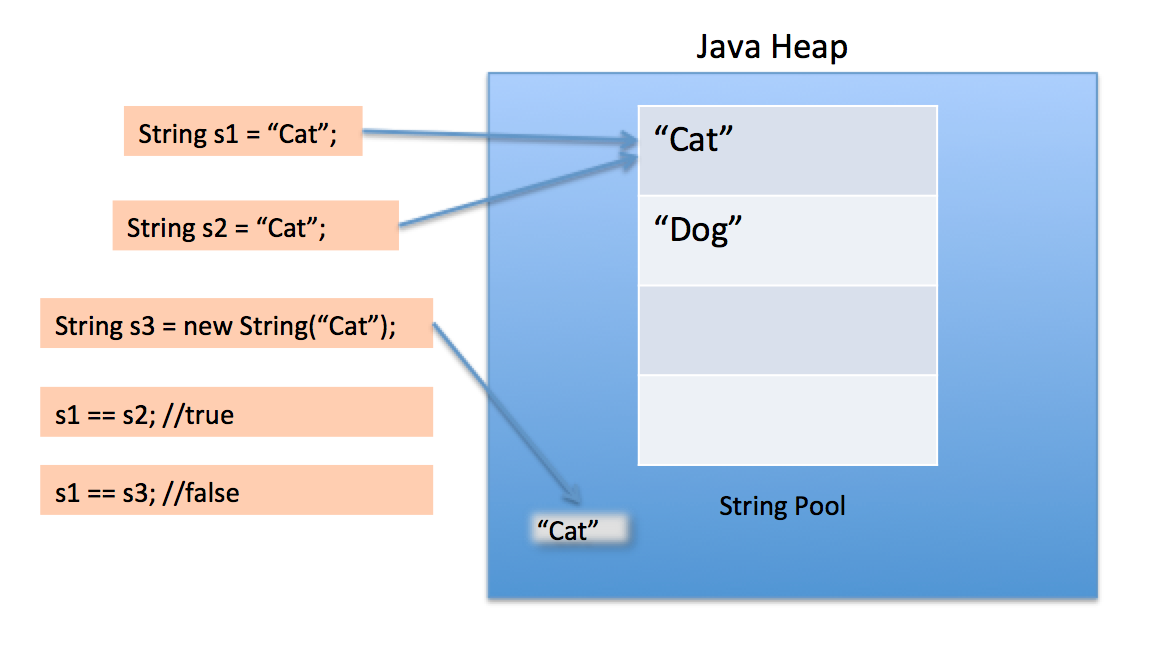 Java Heap
String s1 = “Cat”;
“Cat”
String s2 = “Cat”;
“Dog”
String s3 = new String(“Cat”);
s1 == s2; //true
s1 == s3; //false
String Pool
“Cat”